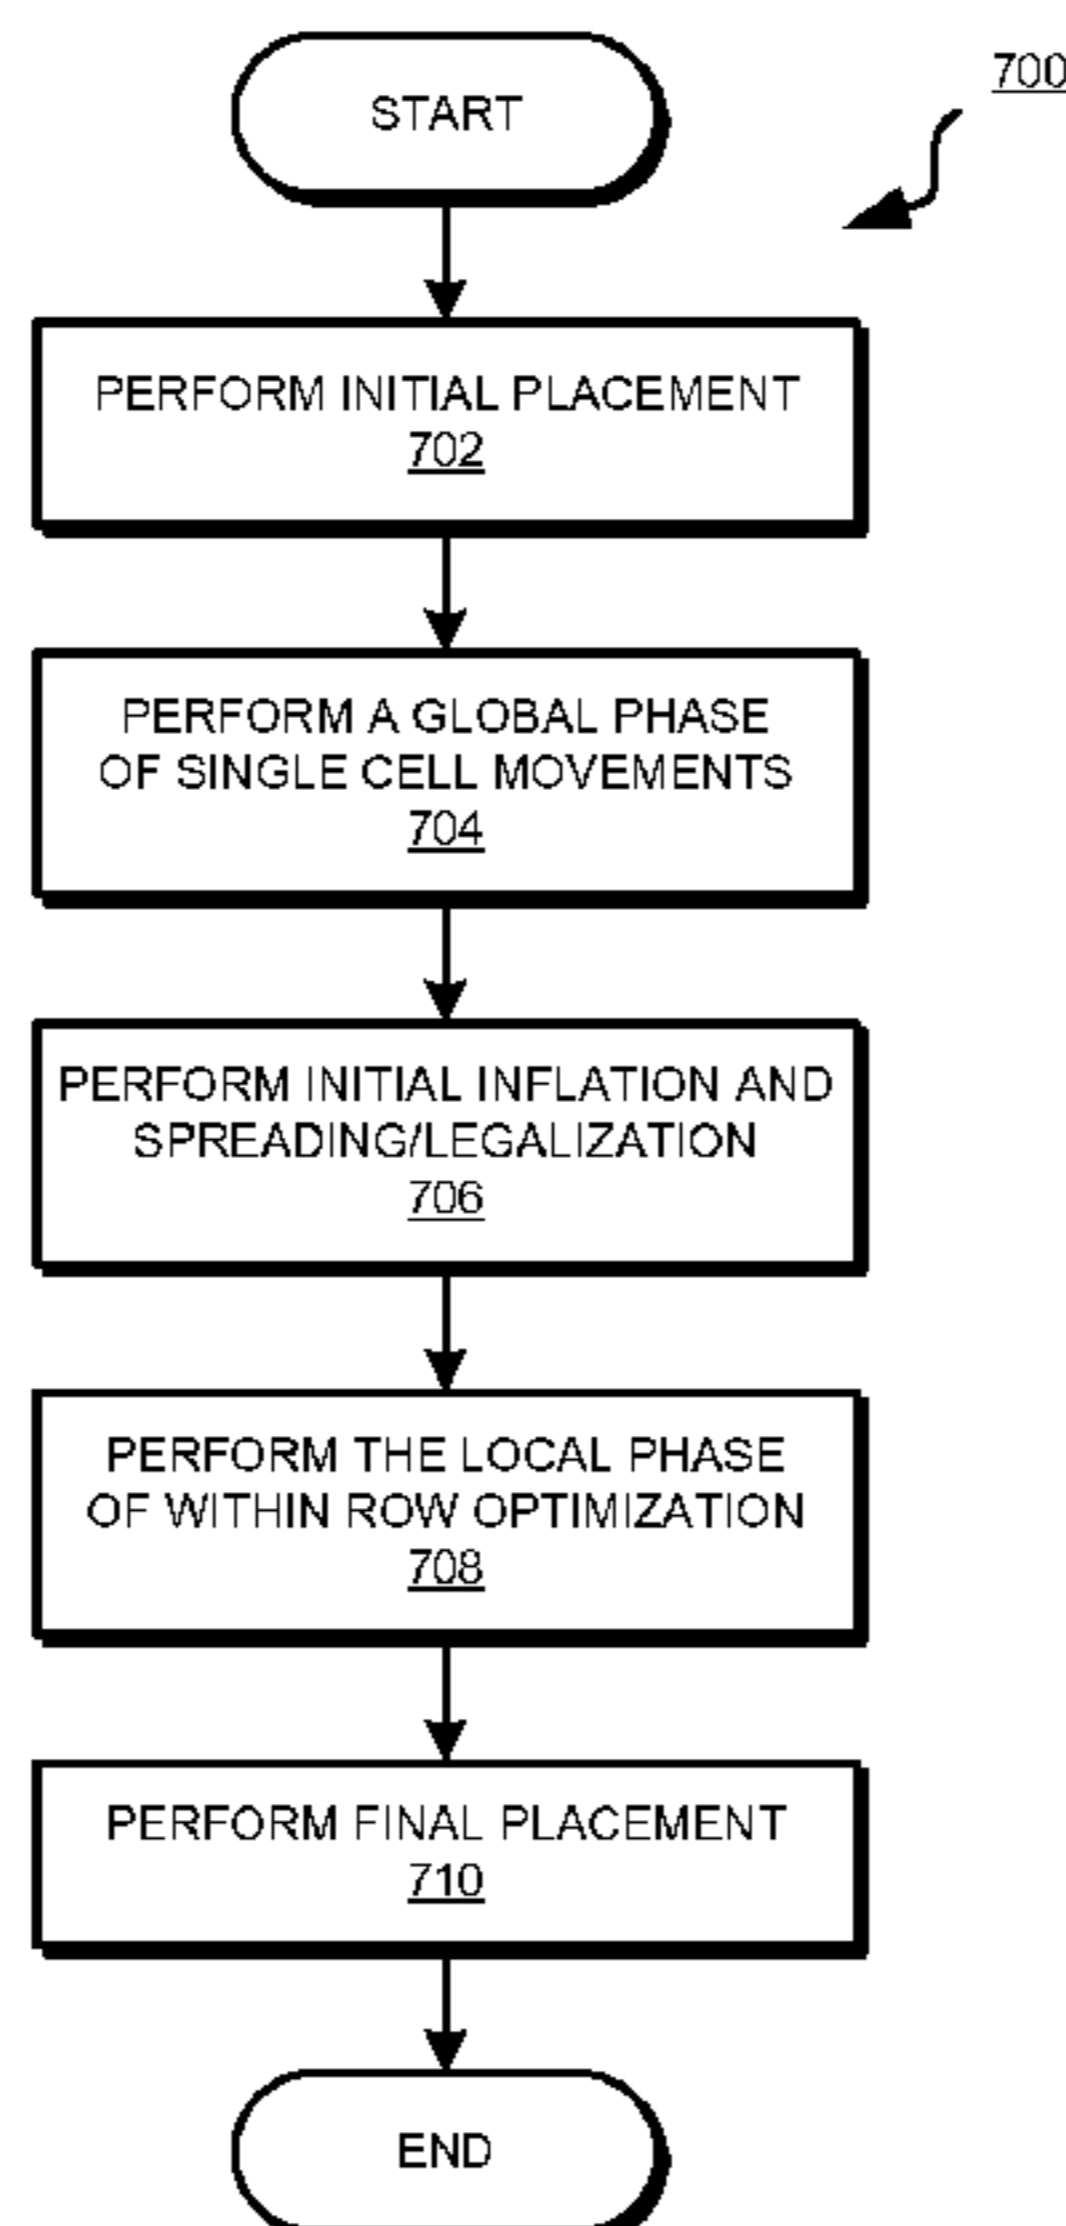 START
700
PERFORM INITIAL PLACEMENT
702
PERFORM A GLOBAL PHASE
OF SINGLE CELL MOVEMENTS
704
PERFORM INITIAL INFLATION AND
SPREADING/LEGALIZATION
706
PERFORM THE LOCAL PHASE
OF WITHIN ROW OPTIMIZATION
708
PERFORM FINAL PLACEMENT
710
END